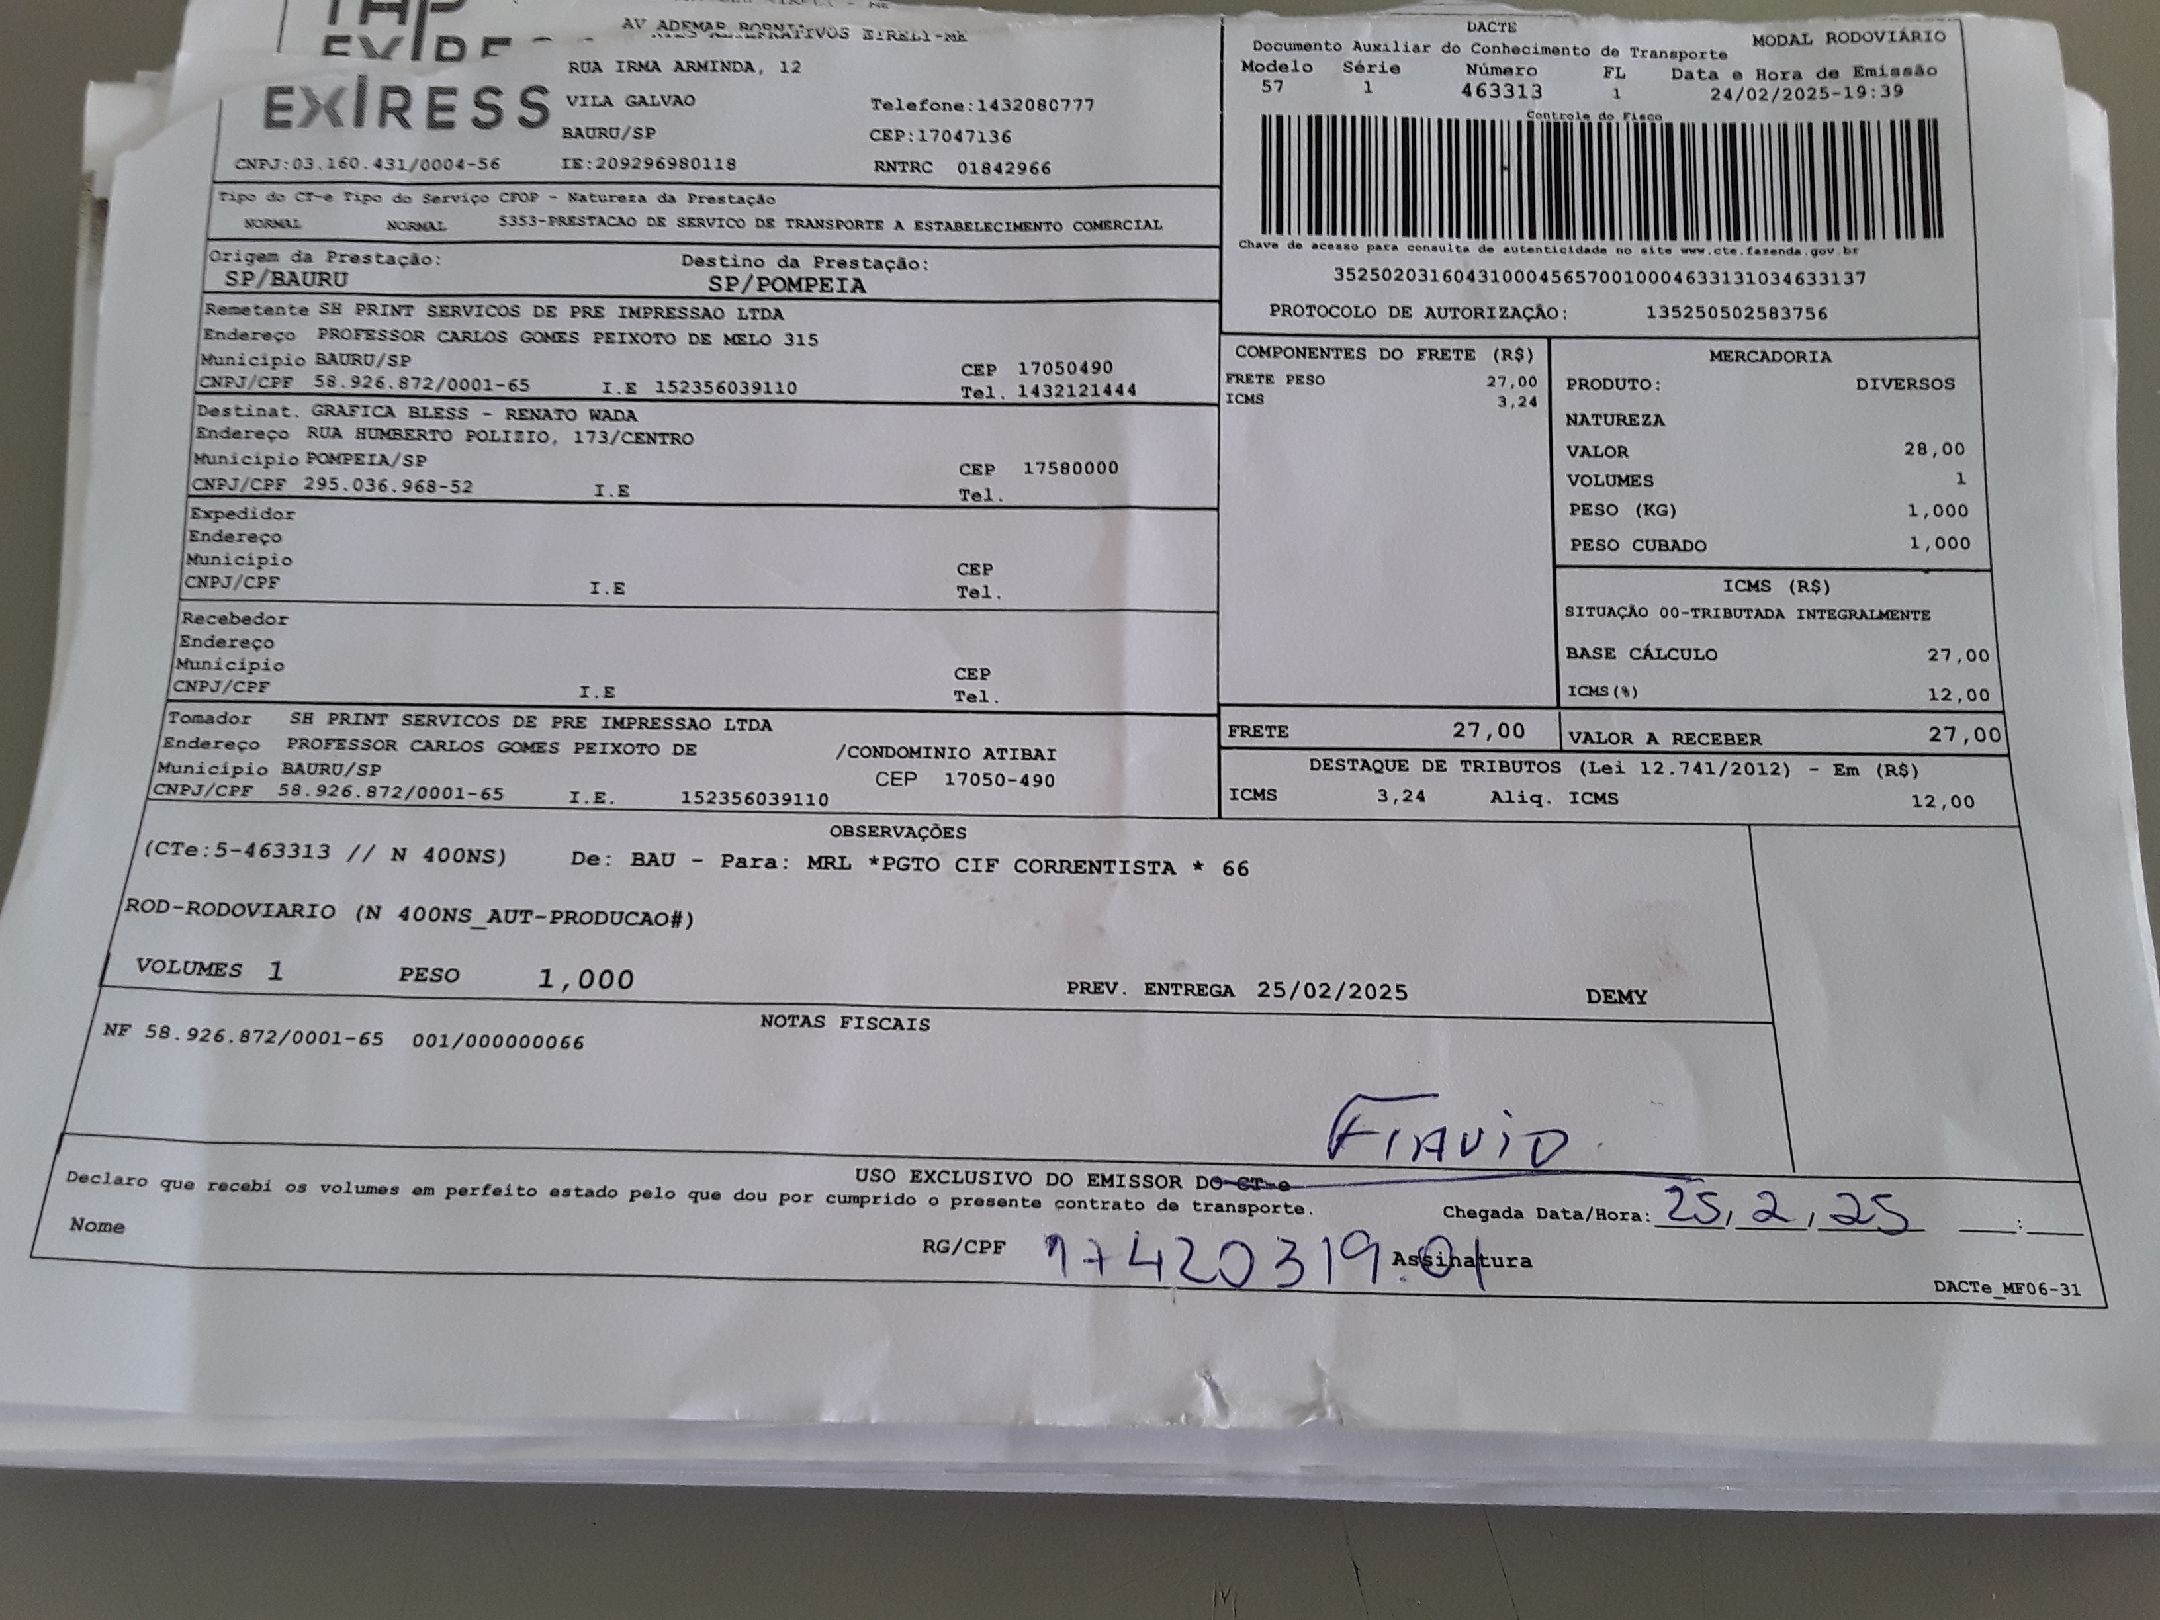 EXIRESS
AV ADEMAR
EIRELI-ME
RUA IRMA ARMINDA, 12
VILA GALVAO Telefone:1432080777
BAURU/SP CEP:17047136
CNPJ:03.160.431/0004-56 IE:209296980118 RNTRC 01842966
DACTE
Documento Auxiliar do Conhecimento de Transporte MODAL RODOVIÁRIO
Modelo Série Número FL Data e Hora de Emissão
57 1 463313 1 24/02/2025-19:39
Controle do Fisco
Chave de acesso para consulta de autenticidade no site www.cte.fazenda.gov.br
35250203160431000456570010004633131034633137
PROTOCOLO DE AUTORIZAÇÃO: 135250502583756
Tipo do CT-e Tipo do Serviço CFOP - Natureza da Prestação
NORMAL NORMAL 5353-PRESTACAO DE SERVICO DE TRANSPORTE A ESTABELECIMENTO COMERCIAL
Origem da Prestação: Destino da Prestação:
SP/BAURU SP/POMPEIA
Remetente SH PRINT SERVICOS DE PRE IMPRESSAO LTDA
Endereço PROFESSOR CARLOS GOMES PEIXOTO DE MELO 315
Município BAURU/SP CEP 17050490
CNPJ/CPF 58.926.872/0001-65 I.E 152356039110 Tel. 1432121444
Destinat. GRAFICA BLESS - RENATO WADA
Endereço RUA HUMBERTO POLIZIO, 173/CENTRO
Município POMPEIA/SP CEP 17580000
CNPJ/CPF 295.036.968-52 I.E Tel.
Expedidor
Endereço
Município CEP
CNPJ/CPF I.E Tel.
Recebedor
Endereço
Município CEP
CNPJ/CPF I.E Tel.
Tomador SH PRINT SERVICOS DE PRE IMPRESSAO LTDA
Endereço PROFESSOR CARLOS GOMES PEIXOTO DE /CONDOMINIO ATIBAI
Município BAURU/SP CEP 17050-490
CNPJ/CPF 58.926.872/0001-65 I.E. 152356039110
COMPONENTES DO FRETE (R$)
FRETE PESO 27,00
ICMS 3,24
MERCADORIA
PRODUTO: DIVERSOS
NATUREZA
VALOR 28,00
VOLUMES 1
PESO (KG) 1,000
PESO CUBADO 1,000
ICMS (R$)
SITUAÇÃO 00-TRIBUTADA INTEGRALMENTE
BASE CÁLCULO 27,00
ICMS(%) 12,00
FRETE 27,00 VALOR A RECEBER 27,00
DESTAQUE DE TRIBUTOS (Lei 12.741/2012) - Em (R$)
ICMS 3,24 Aliq. ICMS 12,00
OBSERVAÇÕES
(CTe:5-463313 // N 400NS) De: BAU - Para: MRL *PGTO CIF CORRENTISTA * 66
ROD-RODOVIARIO (N 400NS_AUT-PRODUCAO#)
VOLUMES 1 PESO 1,000 PREV. ENTREGA 25/02/2025 DEMY
NOTAS FISCAIS
NF 58.926.872/0001-65 001/000000066
FlAViO
USO EXCLUSIVO DO EMISSOR DO CT-e
Declaro que recebi os volumes em perfeito estado pelo que dou por cumprido o presente contrato de transporte. Chegada Data/Hora: 25, 2, 25 __:__
Nome RG/CPF 17420319.01 Assinatura
DACTe_MF06-31